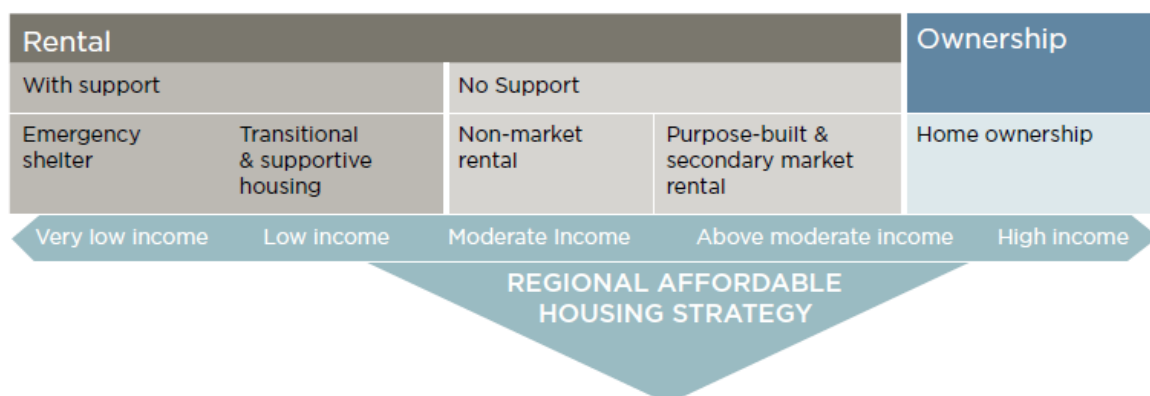 Rental
Ownership
With support
No Support
Emergency
shelter
Transitional
& supportive
housing
Non-market
rental
Purpose-built &
secondary market
rental
Home ownership
Very low income
Low income
Moderate Income
Above moderate income
High income
REGIONAL AFFORDABLE
HOUSING STRATEGY